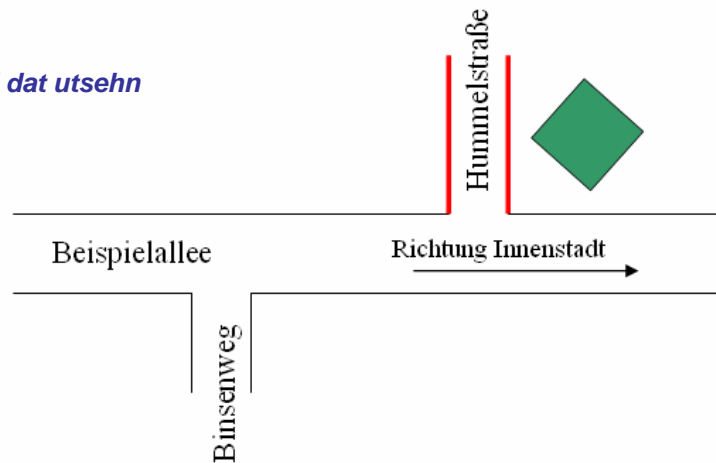 Hummelstraße
dat utsehn
Beispielallee
Richtung Innenstadt
Binsenweg